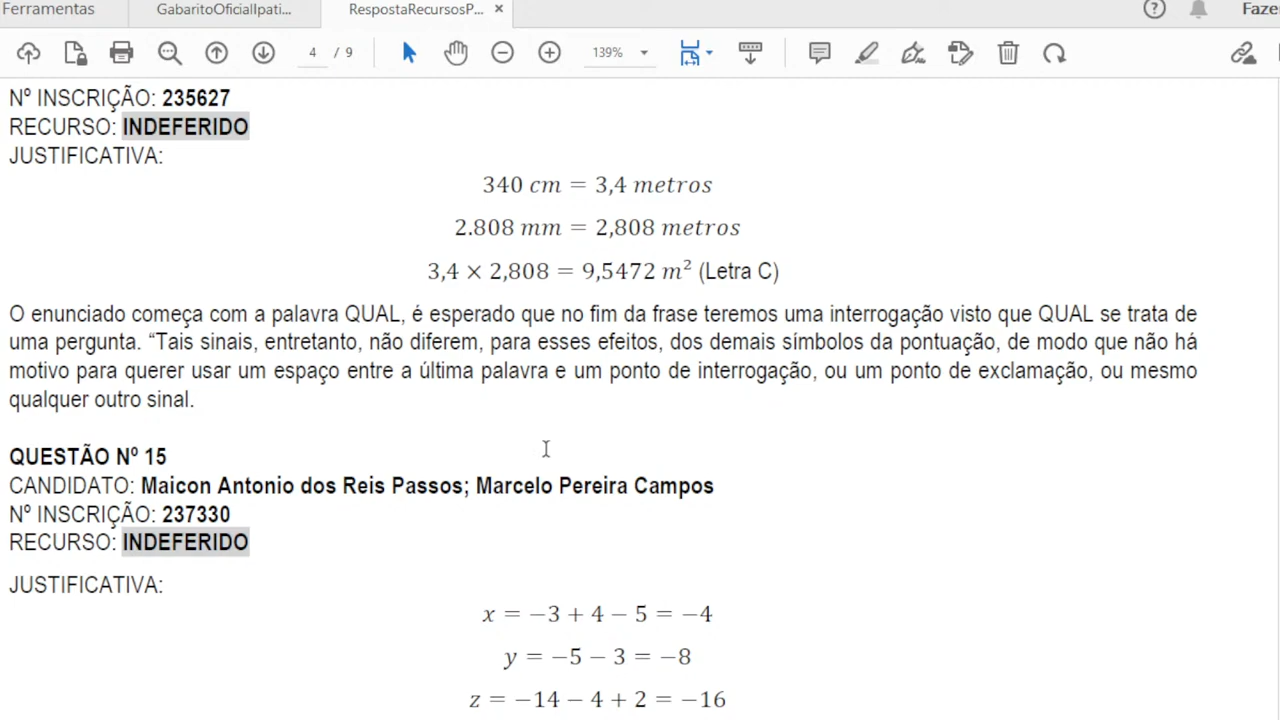 Ferramentas GabaritoOficialIpati... RespostaRecursosP... × Faze
4 / 9 139%
Nº INSCRIÇÃO: 235627
RECURSO: INDEFERIDO
JUSTIFICATIVA:
340 cm = 3,4 metros
2.808 mm = 2,808 metros
3,4 × 2,808 = 9,5472 m² (Letra C)
O enunciado começa com a palavra QUAL, é esperado que no fim da frase teremos uma interrogação visto que QUAL se trata de
uma pergunta. “Tais sinais, entretanto, não diferem, para esses efeitos, dos demais símbolos da pontuação, de modo que não há
motivo para querer usar um espaço entre a última palavra e um ponto de interrogação, ou um ponto de exclamação, ou mesmo
qualquer outro sinal.
QUESTÃO Nº 15
CANDIDATO: Maicon Antonio dos Reis Passos; Marcelo Pereira Campos
Nº INSCRIÇÃO: 237330
RECURSO: INDEFERIDO
JUSTIFICATIVA:
x = −3 + 4 − 5 = −4
y = −5 − 3 = −8
z = −14 − 4 + 2 = −16